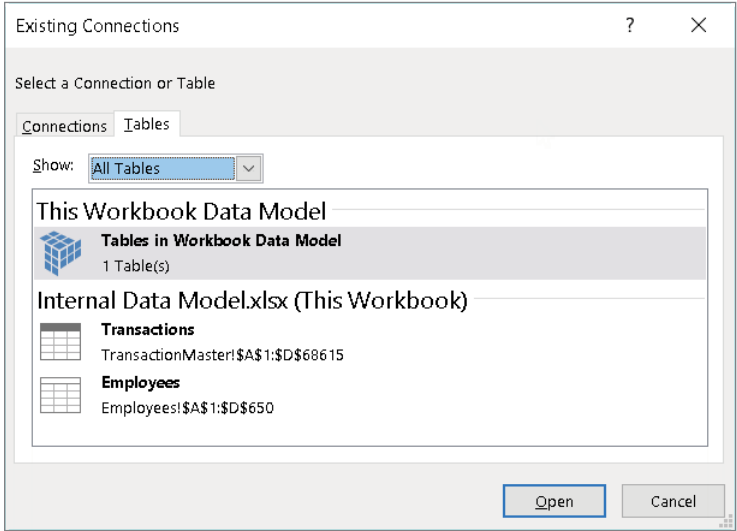 Existing Connections ?
Select a Connection or Table
Connections Tables
Show: All Tables
This Workbook Data Model
Tables in Workbook Data Model
1 Table(s)
Internal Data Model.xlsx (This Workbook)
Transactions
TransactionMaster!$A$1:$D$68615
Employees
Employees!$A$1:$D$650
Open Cancel